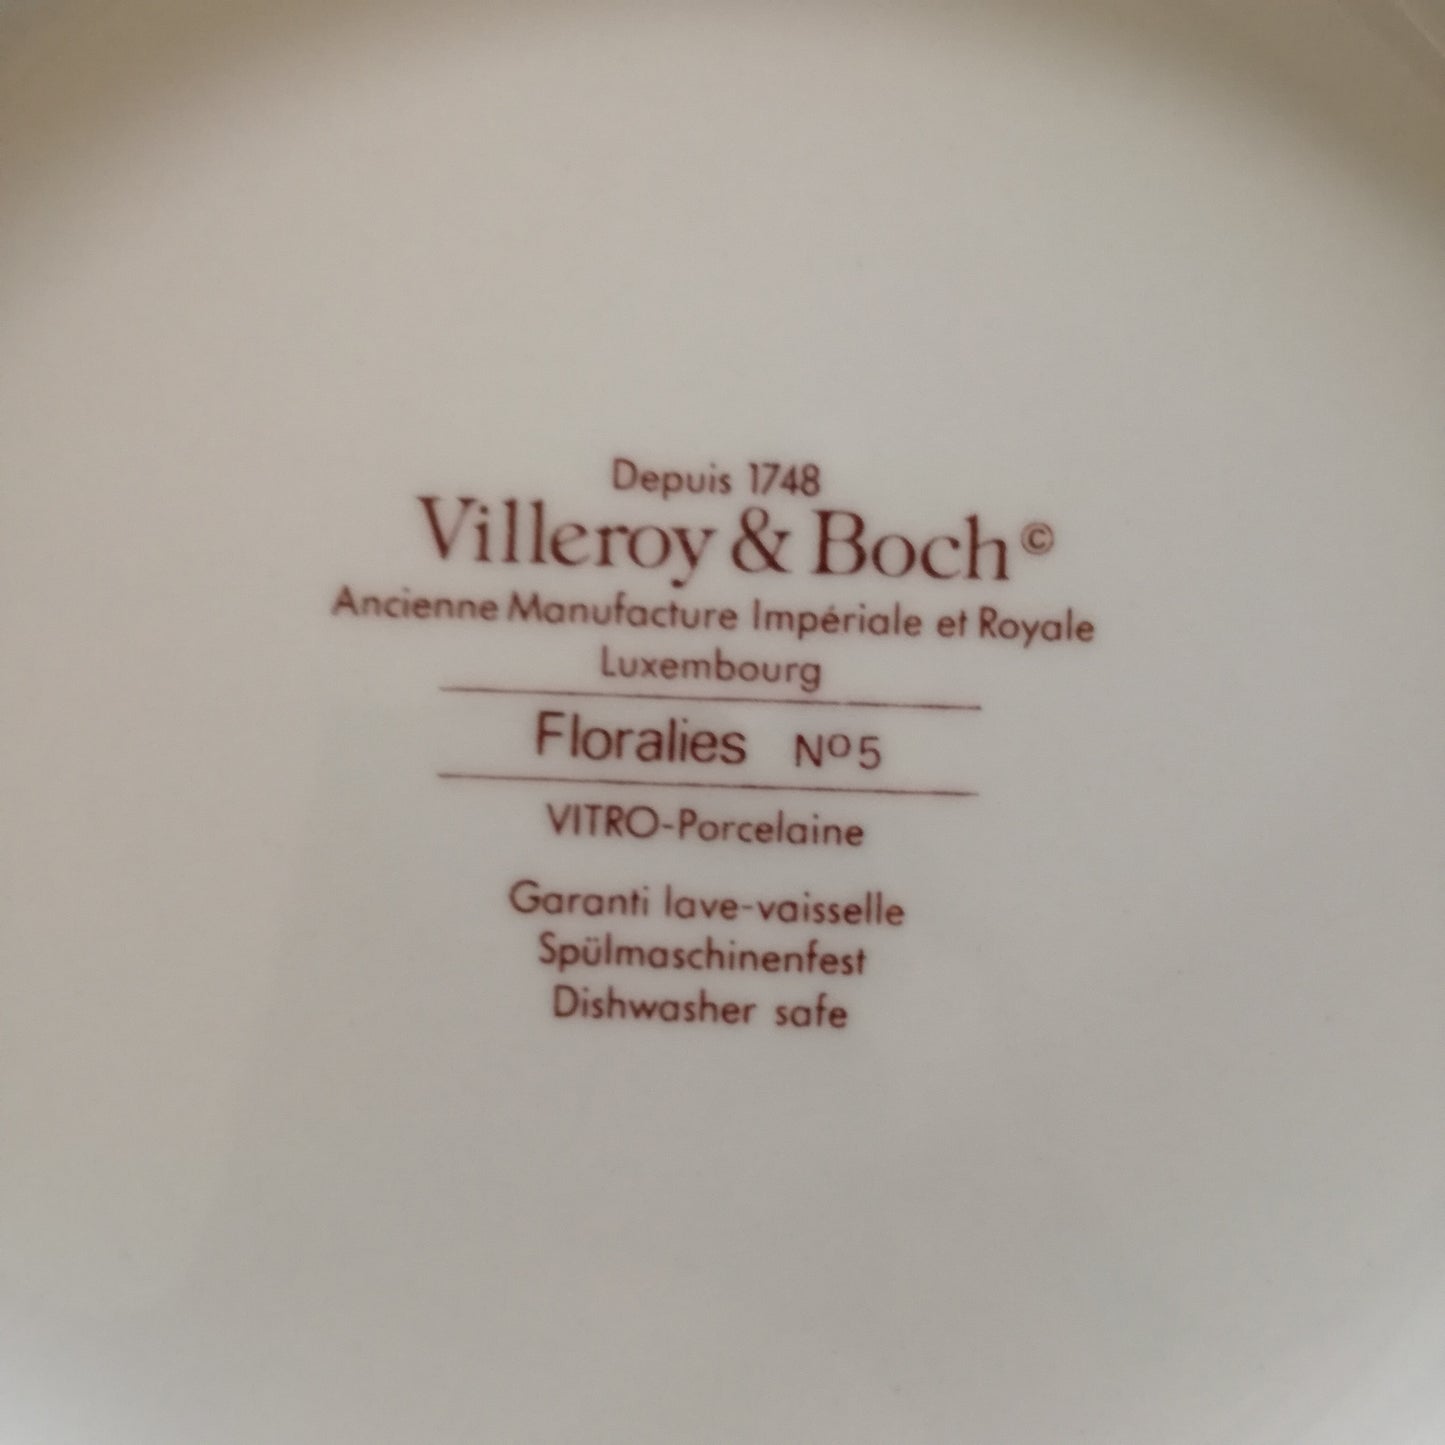 Depuis 1748
Villeroy & Boch©
Ancienne Manufacture Impériale et Royale
Luxembourg
Floralies Nº5
VITRO-Porcelaine
Garanti lave-vaisselle
Spülmaschinenfest
Dishwasher safe